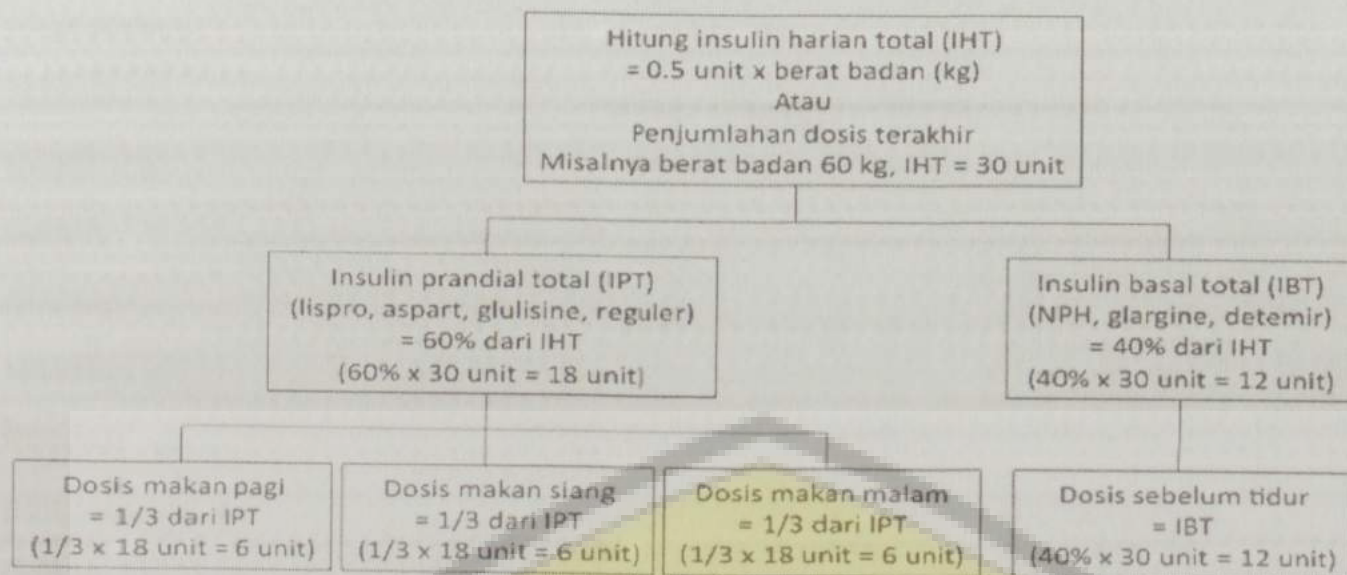 Hitung insulin harian total (IHT)
= 0.5 unit x berat badan (kg)
Atau
Penjumlahan dosis terakhir
Misalnya berat badan 60 kg, IHT = 30 unit
Insulin prandial total (IPT)
(lispro, aspart, glulisine, reguler)
= 60% dari IHT
(60% x 30 unit = 18 unit)
Insulin basal total (IBT)
(NPH, glargine, detemir)
= 40% dari IHT
(40% x 30 unit = 12 unit)
Dosis makan pagi
= 1/3 dari IPT
(1/3 x 18 unit = 6 unit)
Dosis makan siang
= 1/3 dari IPT
(1/3 x 18 unit = 6 unit)
Dosis makan malam
= 1/3 dari IPT
(1/3 x 18 unit = 6 unit)
Dosis sebelum tidur
= IBT
(40% x 30 unit = 12 unit)